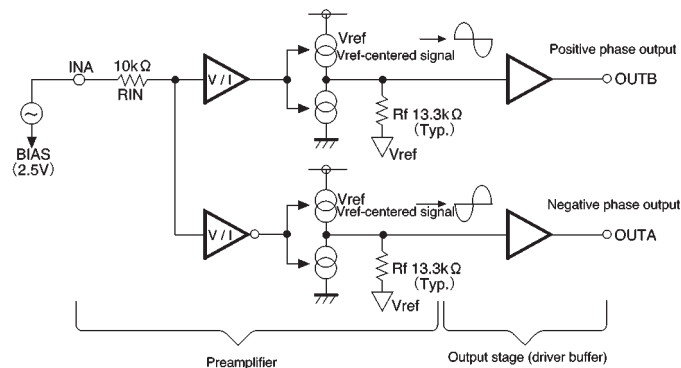 Vref
Vref-centered signal
Positive phase output
10kΩ
INA
RIN
V / I
OUTB
Rf 13.3kΩ
(Typ.)
Vref
BIAS
(2.5V)
Vref
Vref-centered signal
Negative phase output
V / I
OUTA
Rf 13.3kΩ
(Typ.)
Vref
Preamplifier
Output stage (driver buffer)